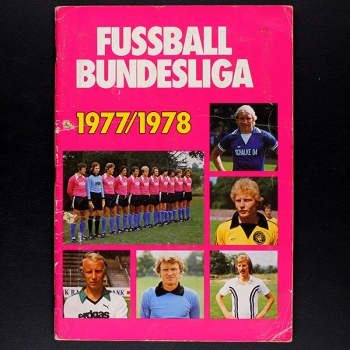 FUSSBALL
BUNDESLIGA
1977/1978
SCHALKE 04
erdgas